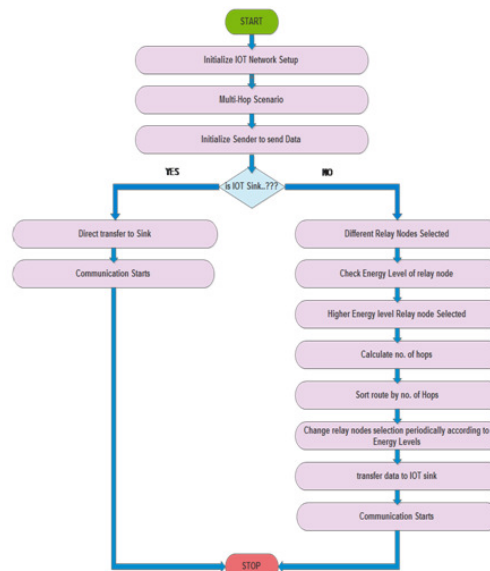 START
Initialize IOT Network Setup
Multi-Hop Scenario
Initialize Sender to send Data
is IOT Sink..???
YES
NO
Direct transfer to Sink
Communication Starts
Different Relay Nodes Selected
Check Energy Level of relay node
Higher Energy level Relay node Selected
Calculate no. of hops
Sort route by no. of Hops
Change relay nodes selection periodically according to
Energy Levels
transfer data to IOT sink
Communication Starts
STOP